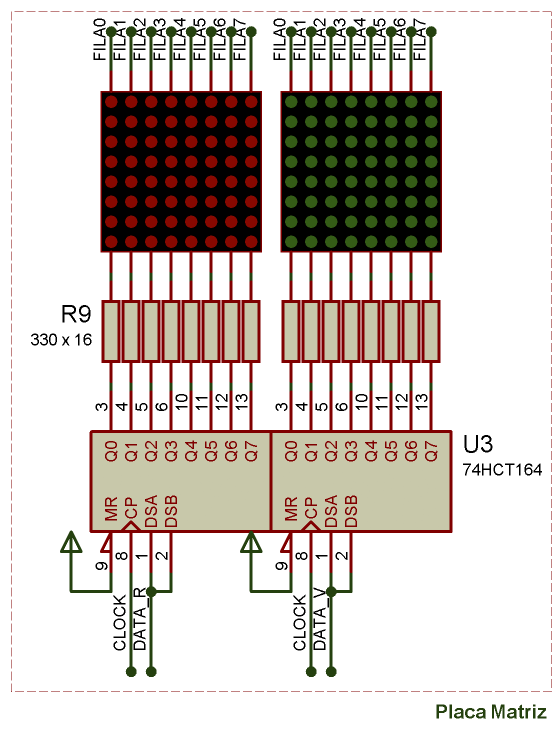 FILA0 FILA1 FILA2 FILA3 FILA4 FILA5 FILA6 FILA7 FILA0 FILA1 FILA2 FILA3 FILA4 FILA5 FILA6 FILA7
R9
330 x 16
3 4 5 6 10 11 12 13 3 4 5 6 10 11 12 13
Q0 Q1 Q2 Q3 Q4 Q5 Q6 Q7 Q0 Q1 Q2 Q3 Q4 Q5 Q6 Q7
U3
74HCT164
MR CP DSA DSB MR CP DSA DSB
9 8 1 2 9 8 1 2
CLOCK DATA_R CLOCK DATA_V
Placa Matriz